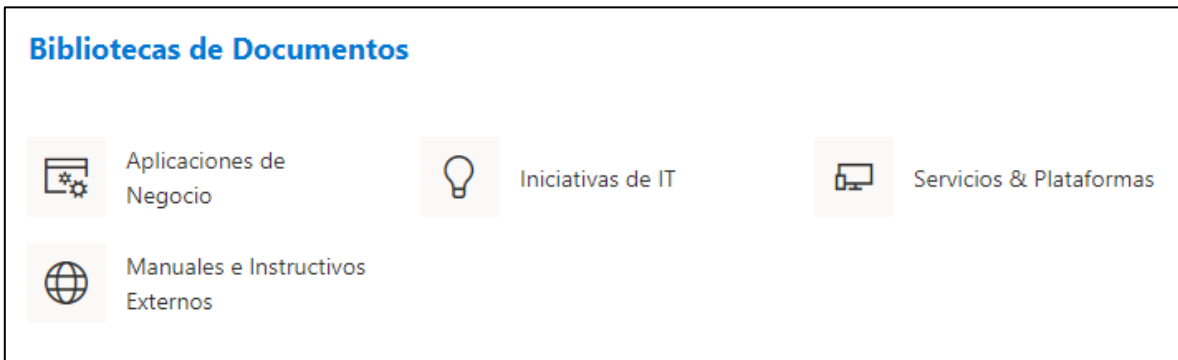 Bibliotecas de Documentos
Aplicaciones de
Negocio
Iniciativas de IT
Servicios & Plataformas
Manuales e Instructivos
Externos